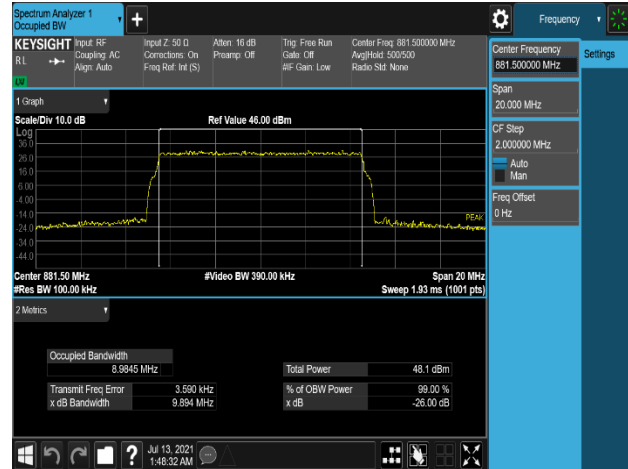 Spectrum Analyzer 1
Occupied BW
Frequency
KEYSIGHT
R L
Input: RF
Coupling: AC
Align: Auto
Input Z: 50 Ω
Corrections: On
Freq Ref: Int (S)
Atten: 16 dB
Preamp: Off
Trig: Free Run
Gate: Off
#IF Gain: Low
Center Freq: 881.500000 MHz
Avg|Hold: 500/500
Radio Std: None
Center Frequency
881.500000 MHz
Settings
Span
20.000 MHz
CF Step
2.000000 MHz
Auto
Man
Freq Offset
0 Hz
1 Graph
Scale/Div 10.0 dB
Ref Value 46.00 dBm
Log
36.0
26.0
16.0
6.00
-4.00
-14.0
-24.0
-34.0
-44.0
PEAK
Center 881.50 MHz
#Video BW 390.00 kHz
Span 20 MHz
#Res BW 100.00 kHz
Sweep 1.93 ms (1001 pts)
2 Metrics
Occupied Bandwidth
8.9845 MHz
Total Power 48.1 dBm
Transmit Freq Error 3.590 kHz
% of OBW Power 99.00 %
x dB Bandwidth 9.894 MHz
x dB -26.00 dB
?
Jul 13, 2021
1:48:32 AM